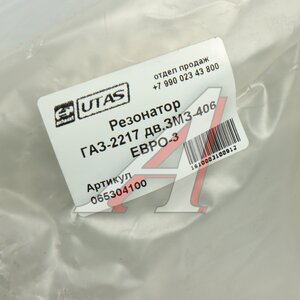 UTAS
отдел продаж
+7 990 023 43 800
Резонатор
ГАЗ-2217 дв.ЗМЗ-406
ЕВРО-3
Артикул
065304100